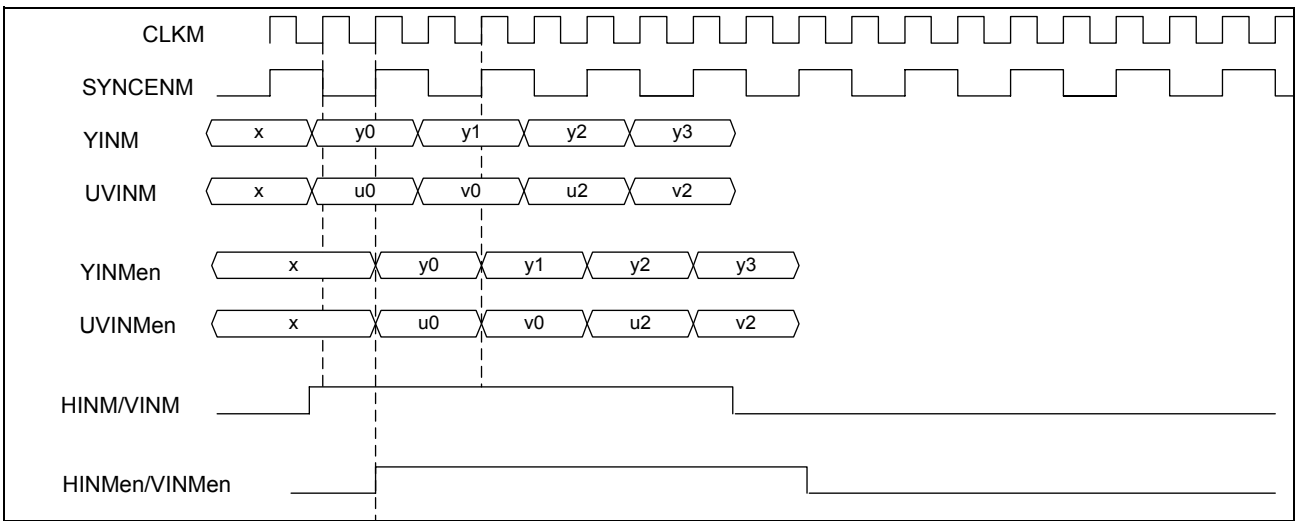 CLKM
SYNCENM
YINM x y0 y1 y2 y3
UVINM x u0 v0 u2 v2
YINMen x y0 y1 y2 y3
UVINMen x u0 v0 u2 v2
HINM/VINM
HINMen/VINMen